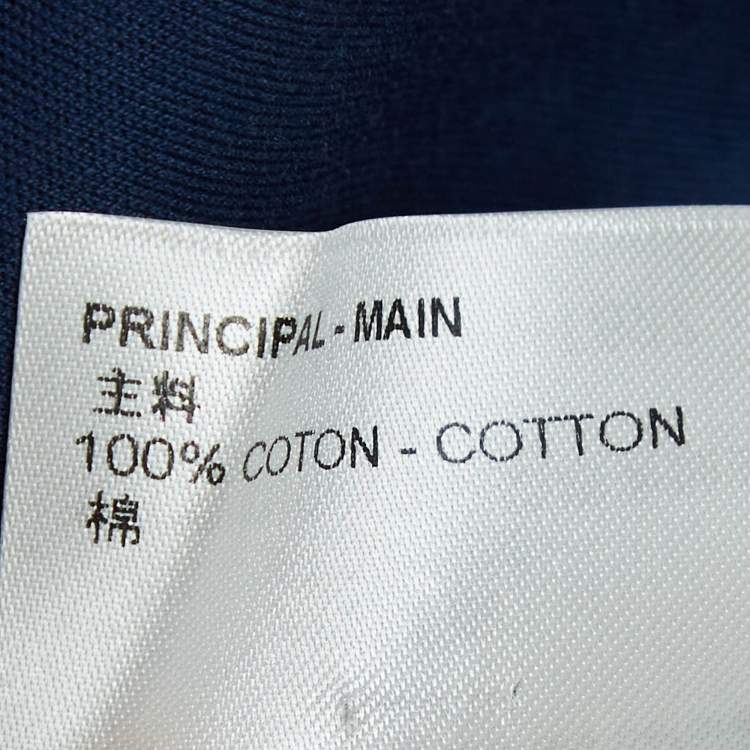 PRINCIPAL - MAIN
主料
100% COTON - COTTON
棉